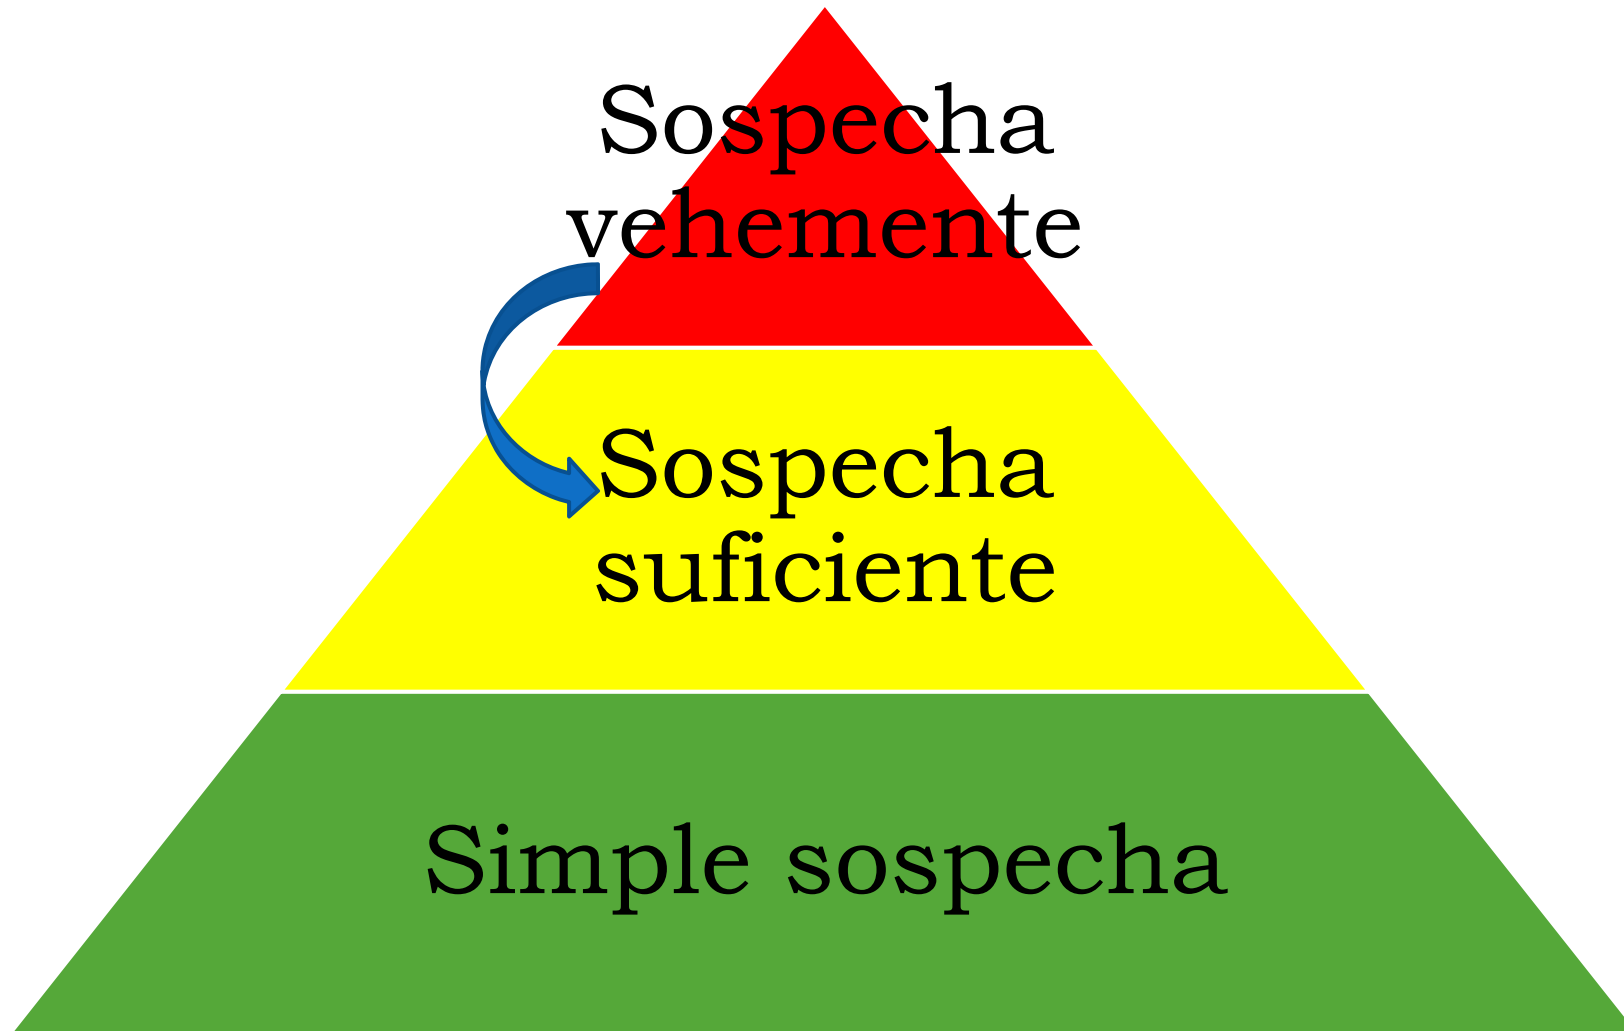 Sospecha
vehemente
Sospecha
suficiente
Simple sospecha